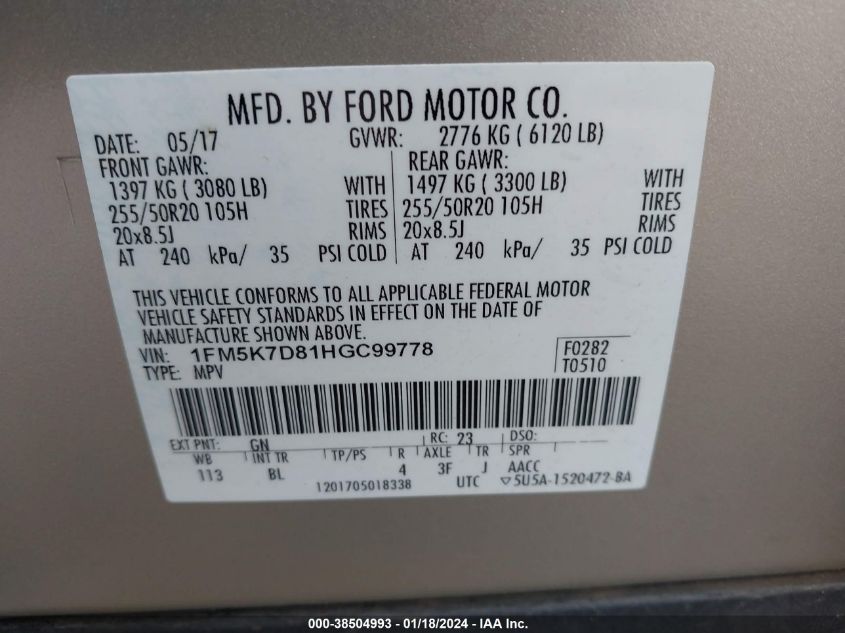 MFD. BY FORD MOTOR CO.
DATE: 05/17 GVWR: 2776 KG ( 6120 LB)
FRONT GAWR: REAR GAWR:
1397 KG ( 3080 LB) WITH 1497 KG ( 3300 LB) WITH
255/50R20 105H TIRES 255/50R20 105H TIRES
20x8.5J RIMS 20x8.5J RIMS
AT 240 kPa/ 35 PSI COLD AT 240 kPa/ 35 PSI COLD
THIS VEHICLE CONFORMS TO ALL APPLICABLE FEDERAL MOTOR
VEHICLE SAFETY STANDARDS IN EFFECT ON THE DATE OF
MANUFACTURE SHOWN ABOVE.
VIN: 1FM5K7D81HGC99778 F0282
TYPE: MPV T0510
EXT PNT: GN RC: 23 DSO:
WB INT TR TP/PS R AXLE TR SPR
113 BL 4 3F J AACC
1201705018338 UTC ▽5U5A-1520472-BA
000-38504993 - 01/18/2024 - IAA Inc.